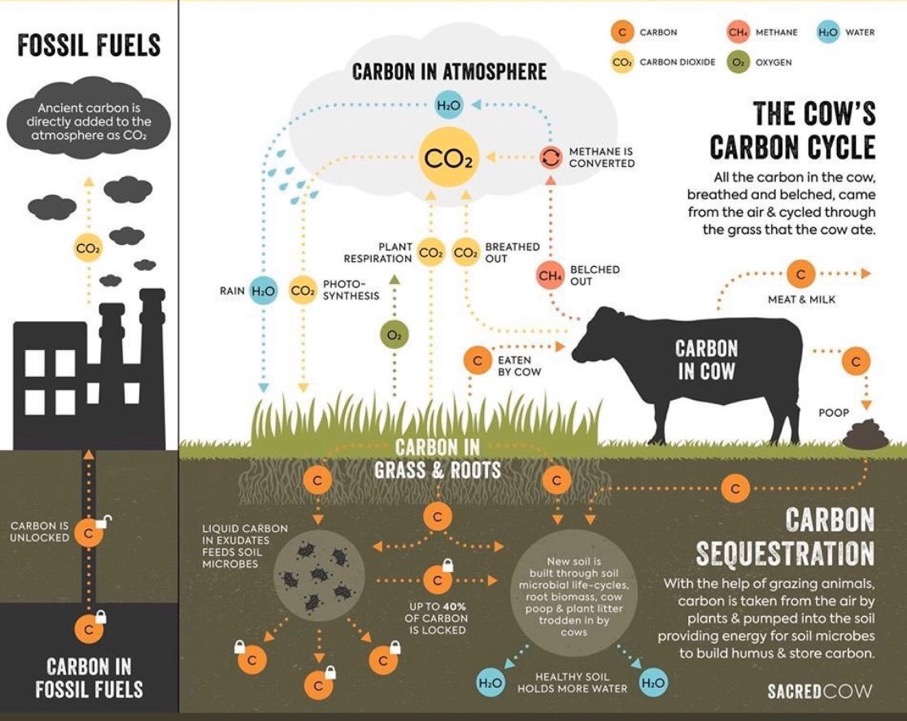 FOSSIL FUELS
Ancient carbon is
directly added to the
atmosphere as CO₂
CO₂
CARBON IS
UNLOCKED
C
C
CARBON IN
FOSSIL FUELS
C CARBON
CH₄ METHANE
H₂O WATER
CO₂ CARBON DIOXIDE
O₂ OXYGEN
CARBON IN ATMOSPHERE
H₂O
CO₂
METHANE IS
CONVERTED
THE COW'S
CARBON CYCLE
All the carbon in the cow,
breathed and belched, came
from the air & cycled through
the grass that the cow ate.
RAIN H₂O
CO₂ PHOTO-
SYNTHESIS
O₂
PLANT
RESPIRATION CO₂
CO₂ BREATHED
OUT
CH₄ BELCHED
OUT
C EATEN
BY COW
C
MEAT & MILK
CARBON
IN COW
C
POOP
CARBON IN
GRASS & ROOTS
C
C
C
C
LIQUID CARBON
IN EXUDATES
FEEDS SOIL
MICROBES
C
UP TO 40%
OF CARBON
IS LOCKED
C
C
C
New soil is
built through soil
microbial life-cycles,
root biomass, cow
poop & plant litter
trodden in by
cows
H₂O
HEALTHY SOIL
HOLDS MORE WATER
H₂O
CARBON
SEQUESTRATION
With the help of grazing animals,
carbon is taken from the air by
plants & pumped into the soil
providing energy for soil microbes
to build humus & store carbon.
SACREDCOW